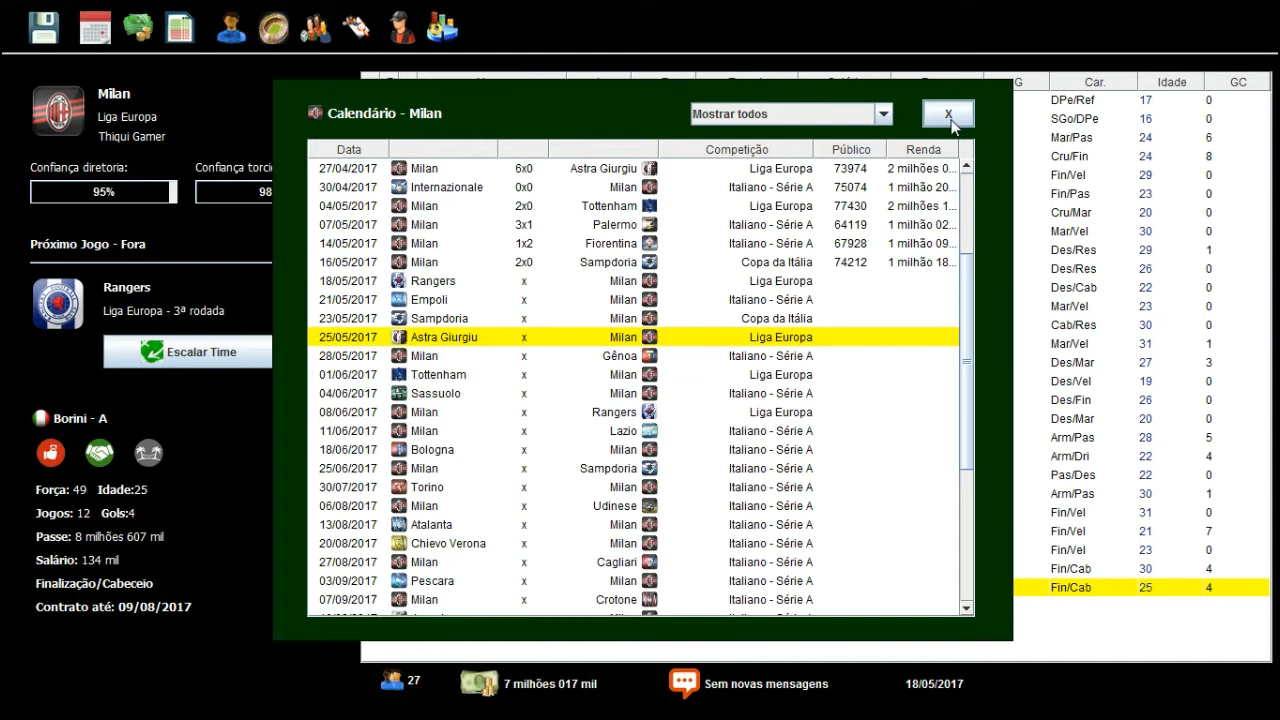 Milan
Liga Europa
Thiqui Gamer
Confiança diretoria:
95%
Confiança torcid
98
Próximo Jogo - Fora
Rangers
Liga Europa - 3ª rodada
Escalar Time
Borini - A
Força: 49 Idade:25
Jogos: 12 Gols:4
Passe: 8 milhões 607 mil
Salário: 134 mil
Finalização/Cabeceio
Contrato até: 09/08/2017
Calendário - Milan
Mostrar todos
X
Data Competição Público Renda
27/04/2017 Milan 6x0 Astra Giurgiu Liga Europa 73974 2 milhões 0...
30/04/2017 Internazionale 0x0 Milan Italiano - Série A 75074 1 milhão 20...
04/05/2017 Milan 2x0 Tottenham Liga Europa 77430 2 milhões 1...
07/05/2017 Milan 3x1 Palermo Italiano - Série A 64119 1 milhão 02...
14/05/2017 Milan 1x2 Fiorentina Italiano - Série A 67928 1 milhão 09...
16/05/2017 Milan 2x0 Sampdoria Copa da Itália 74212 1 milhão 18...
18/05/2017 Rangers x Milan Liga Europa
21/05/2017 Empoli x Milan Italiano - Série A
23/05/2017 Sampdoria x Milan Copa da Itália
25/05/2017 Astra Giurgiu x Milan Liga Europa
28/05/2017 Milan x Gênoa Italiano - Série A
01/06/2017 Tottenham x Milan Liga Europa
04/06/2017 Sassuolo x Milan Italiano - Série A
08/06/2017 Milan x Rangers Liga Europa
11/06/2017 Milan x Lazio Italiano - Série A
18/06/2017 Bologna x Milan Italiano - Série A
25/06/2017 Milan x Sampdoria Italiano - Série A
30/07/2017 Torino x Milan Italiano - Série A
06/08/2017 Milan x Udinese Italiano - Série A
13/08/2017 Atalanta x Milan Italiano - Série A
20/08/2017 Chievo Verona x Milan Italiano - Série A
27/08/2017 Milan x Cagliari Italiano - Série A
03/09/2017 Pescara x Milan Italiano - Série A
07/09/2017 Milan x Crotone Italiano - Série A
G Car. Idade GC
DPe/Ref 17 0
SGo/DPe 16 0
Mar/Pas 24 6
Cru/Fin 24 8
Fin/Vel 29 0
Fin/Pas 23 0
Cru/Mar 20 0
Mar/Vel 30 0
Des/Res 29 1
Des/Res 26 0
Des/Cab 22 0
Mar/Vel 23 0
Cab/Res 30 0
Mar/Vel 31 1
Des/Mar 27 3
Des/Vel 19 0
Des/Fin 26 0
Des/Mar 20 0
Arm/Pas 28 5
Arm/Dri 22 4
Pas/Des 22 0
Arm/Pas 30 1
Fin/Vel 31 0
Fin/Vel 21 7
Fin/Vel 23 0
Fin/Cab 30 4
Fin/Cab 25 4
27
7 milhões 017 mil
Sem novas mensagens
18/05/2017